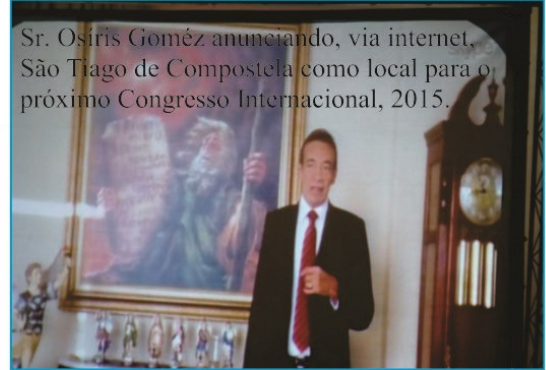 Sr. Osiris Goméz anunciando, via internet,
São Tiago de Compostela como local para o
próximo Congresso Internacional, 2015.